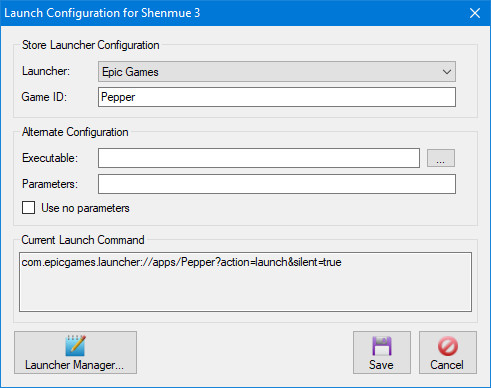 Launch Configuration for Shenmue 3
Store Launcher Configuration
Launcher: Epic Games
Game ID: Pepper
Alternate Configuration
Executable: ...
Parameters:
Use no parameters
Current Launch Command
com.epicgames.launcher://apps/Pepper?action=launch&silent=true
Launcher Manager... Save Cancel